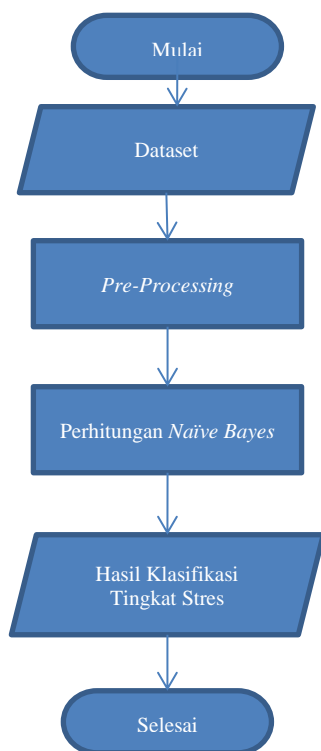 Mulai
Dataset
Pre-Processing
Perhitungan Naïve Bayes
Hasil Klasifikasi
Tingkat Stres
Selesai